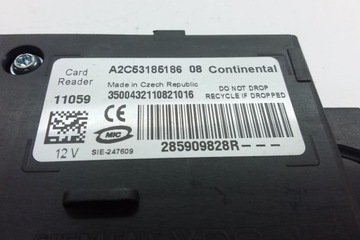 Card A2C53185186 08 Continental
Reader Made in Czech Republic DO NOT DROP
11059 3500432110821016 RECYCLE IF DROPPED
CE MIC
12 V SIE-247609 285909828R---